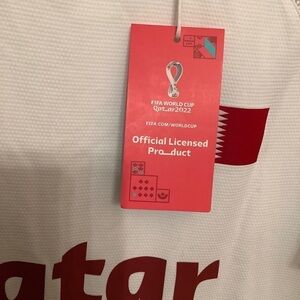 FIFA WORLD CUP
Qatar2022
FIFA.COM/WORLDCUP
Official Licensed
Product
atar